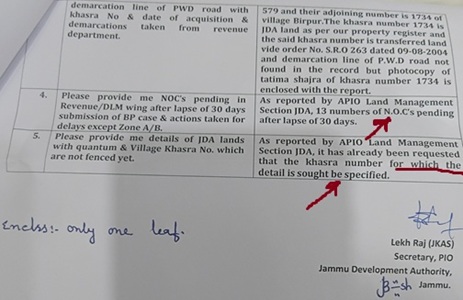 demarcation line of PWD road with
khasra No & date of acquisition &
demarcations taken from revenue
department.
579 and their adjoining number is 1734 of
village Birpur.The khasra number 1734 is
JDA land as per our property register and
the said khasra number is transferred land
vide order No. S.R.O 263 dated 09-08-2004
and demarcation line of P.W.D road not
found in the record but photocopy of
tatima shajra of khasra number 1734 is
enclosed with the report.
4. Please provide me NOC's pending in
Revenue/DLM wing after lapse of 30 days
submission of BP case & actions taken for
delays except Zone A/B.
As reported by APIO Land Management
Section JDA, 13 numbers of N.O.C's pending
after lapse of 30 days.
5. Please provide me details of JDA lands
with quantum & Village Khasra No. which
are not fenced yet.
As reported by APIO Land Management
Section JDA, it has already been requested
that the khasra number for which the
detail is sought be specified.
Enclss:- only one leaf.
Lekh Raj (JKAS)
Secretary, PIO
Jammu Development Authority,
Jammu.